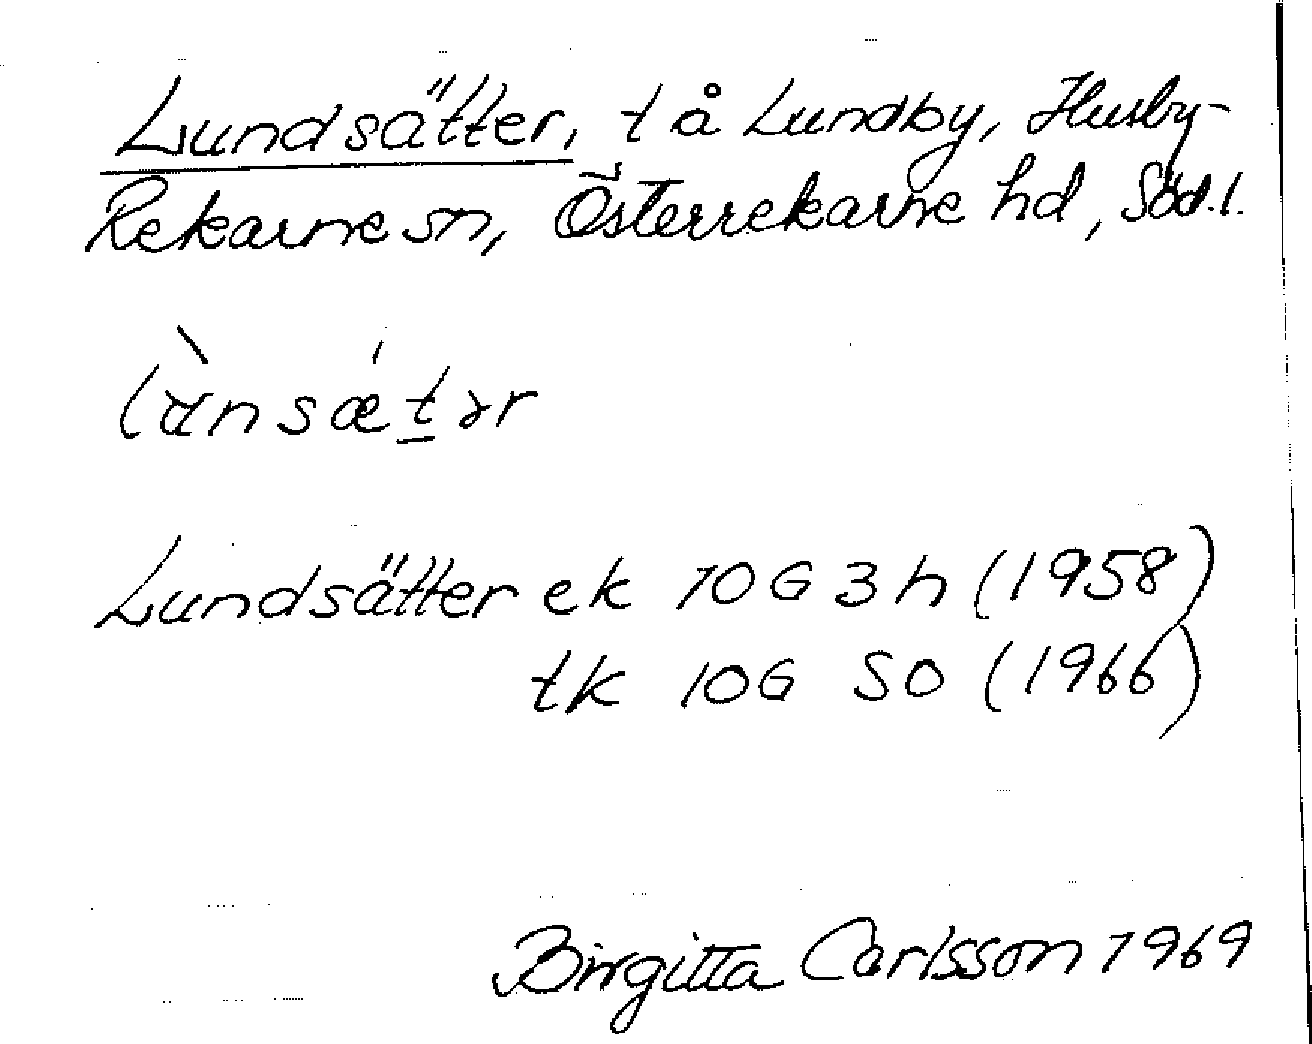 Lundsätter, t å Lundby, Husby-
Rekarne sn, Österrekarne hd, Söd.l.
Lundsätter ek 10G 3h (1958)
tk 10G SO (1966)
Birgitta Carlsson 1969